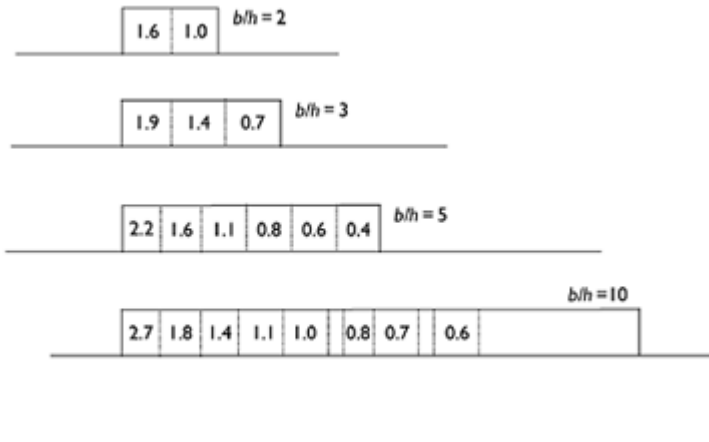 1.6 1.0 b/h = 2
1.9 1.4 0.7 b/h = 3
2.2 1.6 1.1 0.8 0.6 0.4 b/h = 5
b/h =10
2.7 1.8 1.4 1.1 1.0 0.8 0.7 0.6